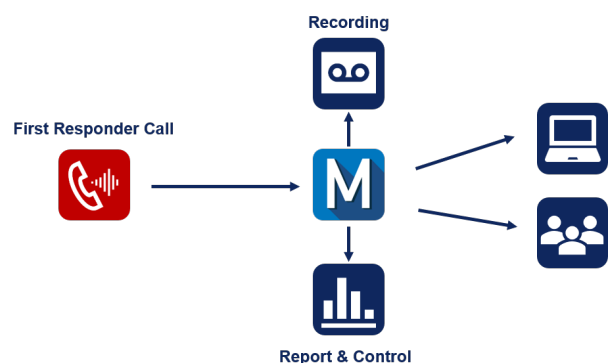 Recording
First Responder Call
M
Report & Control